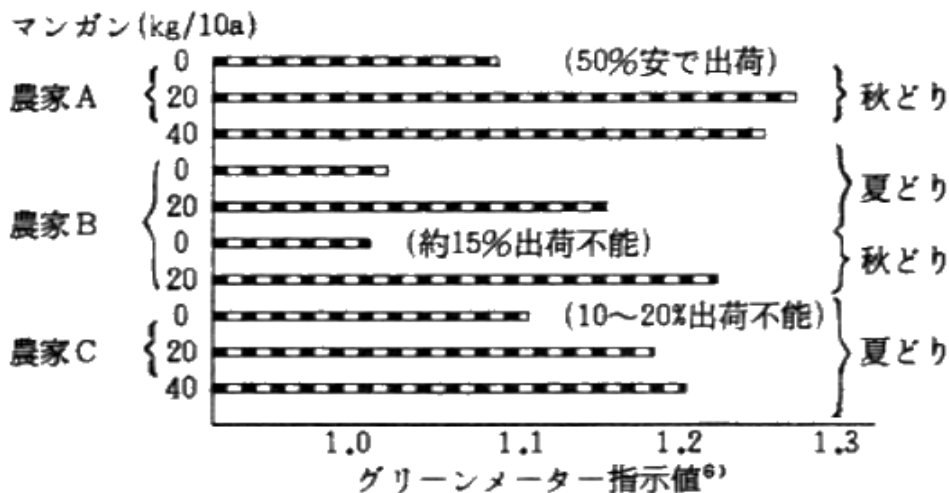 マンガン(kg/10a)
0 (50%安で出荷)
農家A 20 秋どり
40
0 夏どり
20
農家B
0 (約15%出荷不能) 秋どり
20
0 (10～20%出荷不能)
農家C 20 夏どり
40
1.0 1.1 1.2 1.3
グリーンメーター指示値⁶⁾